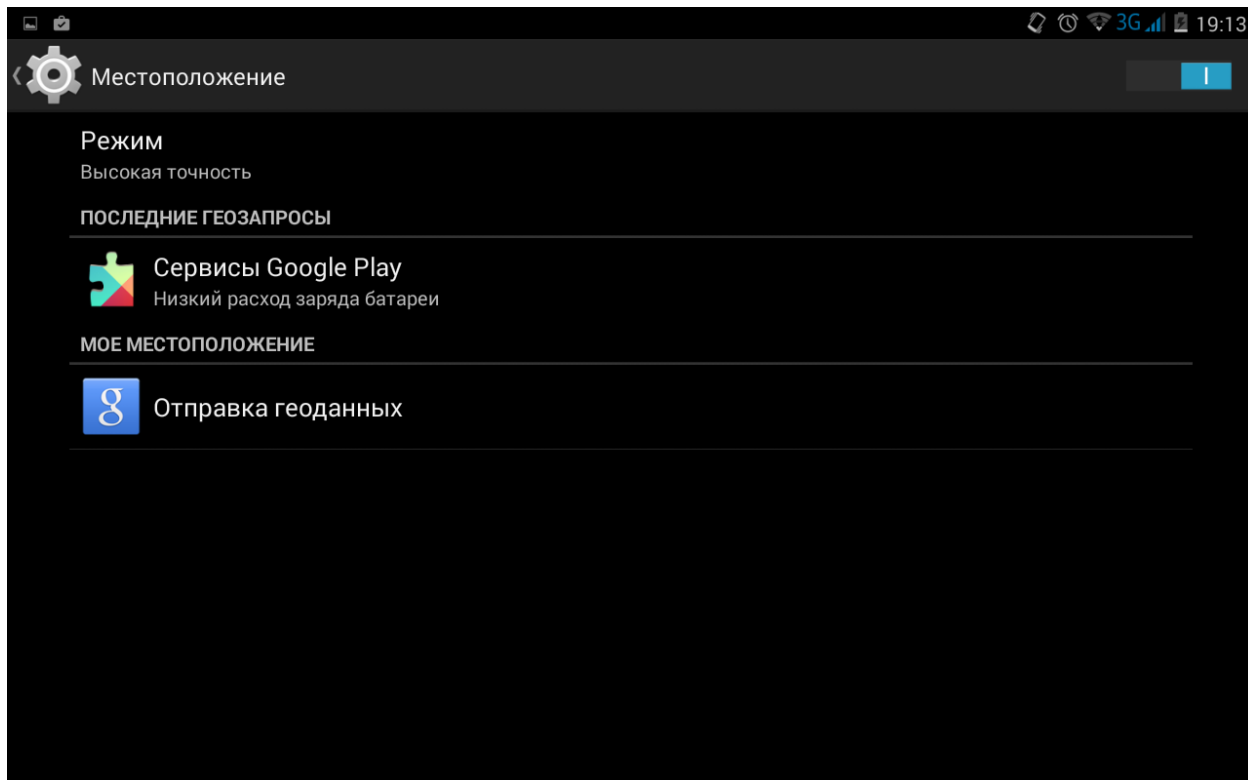 3G 19:13
Местоположение
Режим
Высокая точность
ПОСЛЕДНИЕ ГЕОЗАПРОСЫ
Сервисы Google Play
Низкий расход заряда батареи
МОЕ МЕСТОПОЛОЖЕНИЕ
g Отправка геоданных